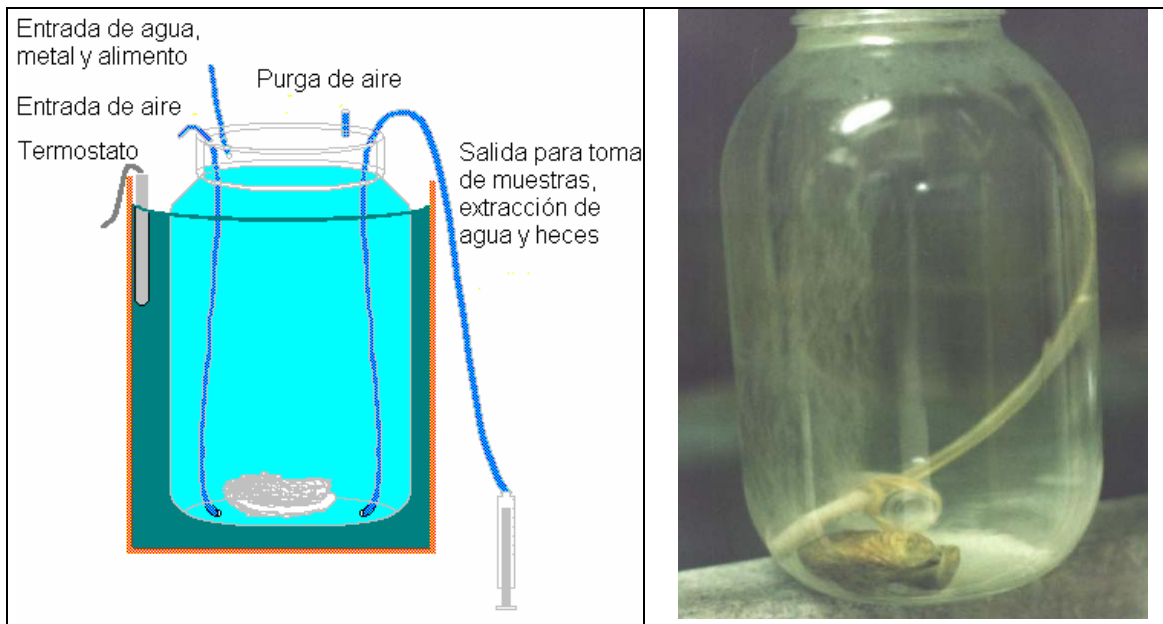 Entrada de agua,
metal y alimento
Purga de aire
Entrada de aire
Termostato
Salida para toma
de muestras,
extracción de
agua y heces